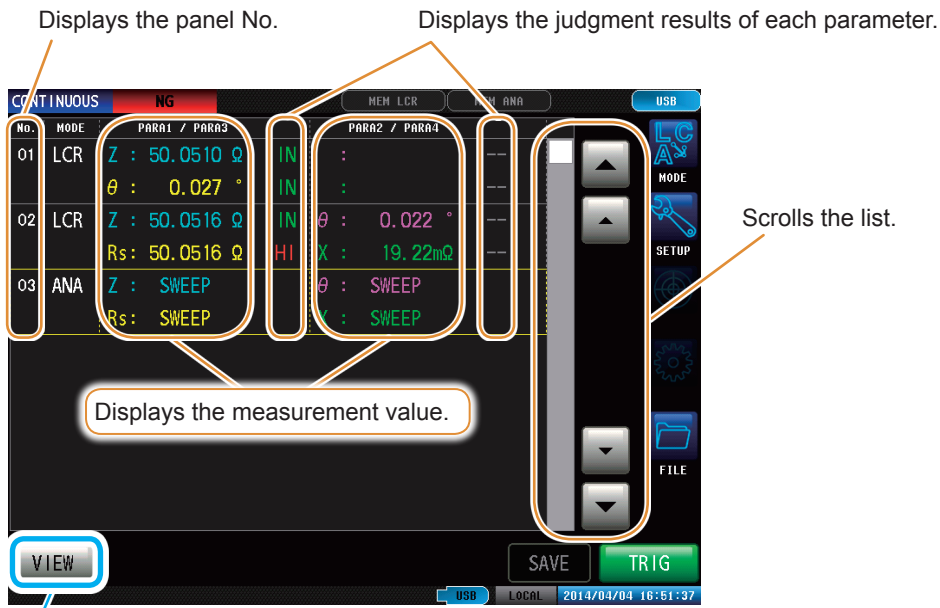 Displays the panel No.
Displays the judgment results of each parameter.
CONTINUOUS NG MEM LCR MEM ANA USB
No. MODE PARA1 / PARA3 PARA2 / PARA4
01 LCR Z : 50.0510 Ω IN : --
θ : 0.027 ° IN : --
MODE
02 LCR Z : 50.0516 Ω IN θ : 0.022 ° --
Rs: 50.0516 Ω HI X : 19.22mΩ --
SETUP
Scrolls the list.
03 ANA Z : SWEEP θ : SWEEP
Rs: SWEEP X : SWEEP
Displays the measurement value.
FILE
VIEW SAVE TRIG
USB LOCAL 2014/04/04 16:51:37